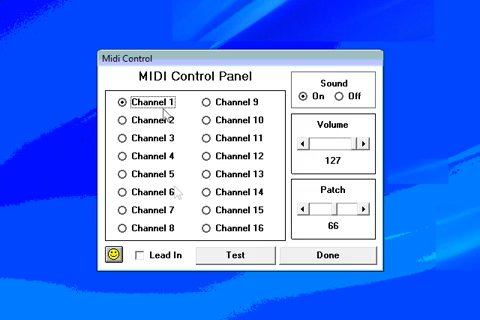 Midi Control
MIDI Control Panel
Channel 1
Channel 2
Channel 3
Channel 4
Channel 5
Channel 6
Channel 7
Channel 8
Channel 9
Channel 10
Channel 11
Channel 12
Channel 13
Channel 14
Channel 15
Channel 16
Sound
On Off
Volume
127
Patch
66
Lead In
Test
Done